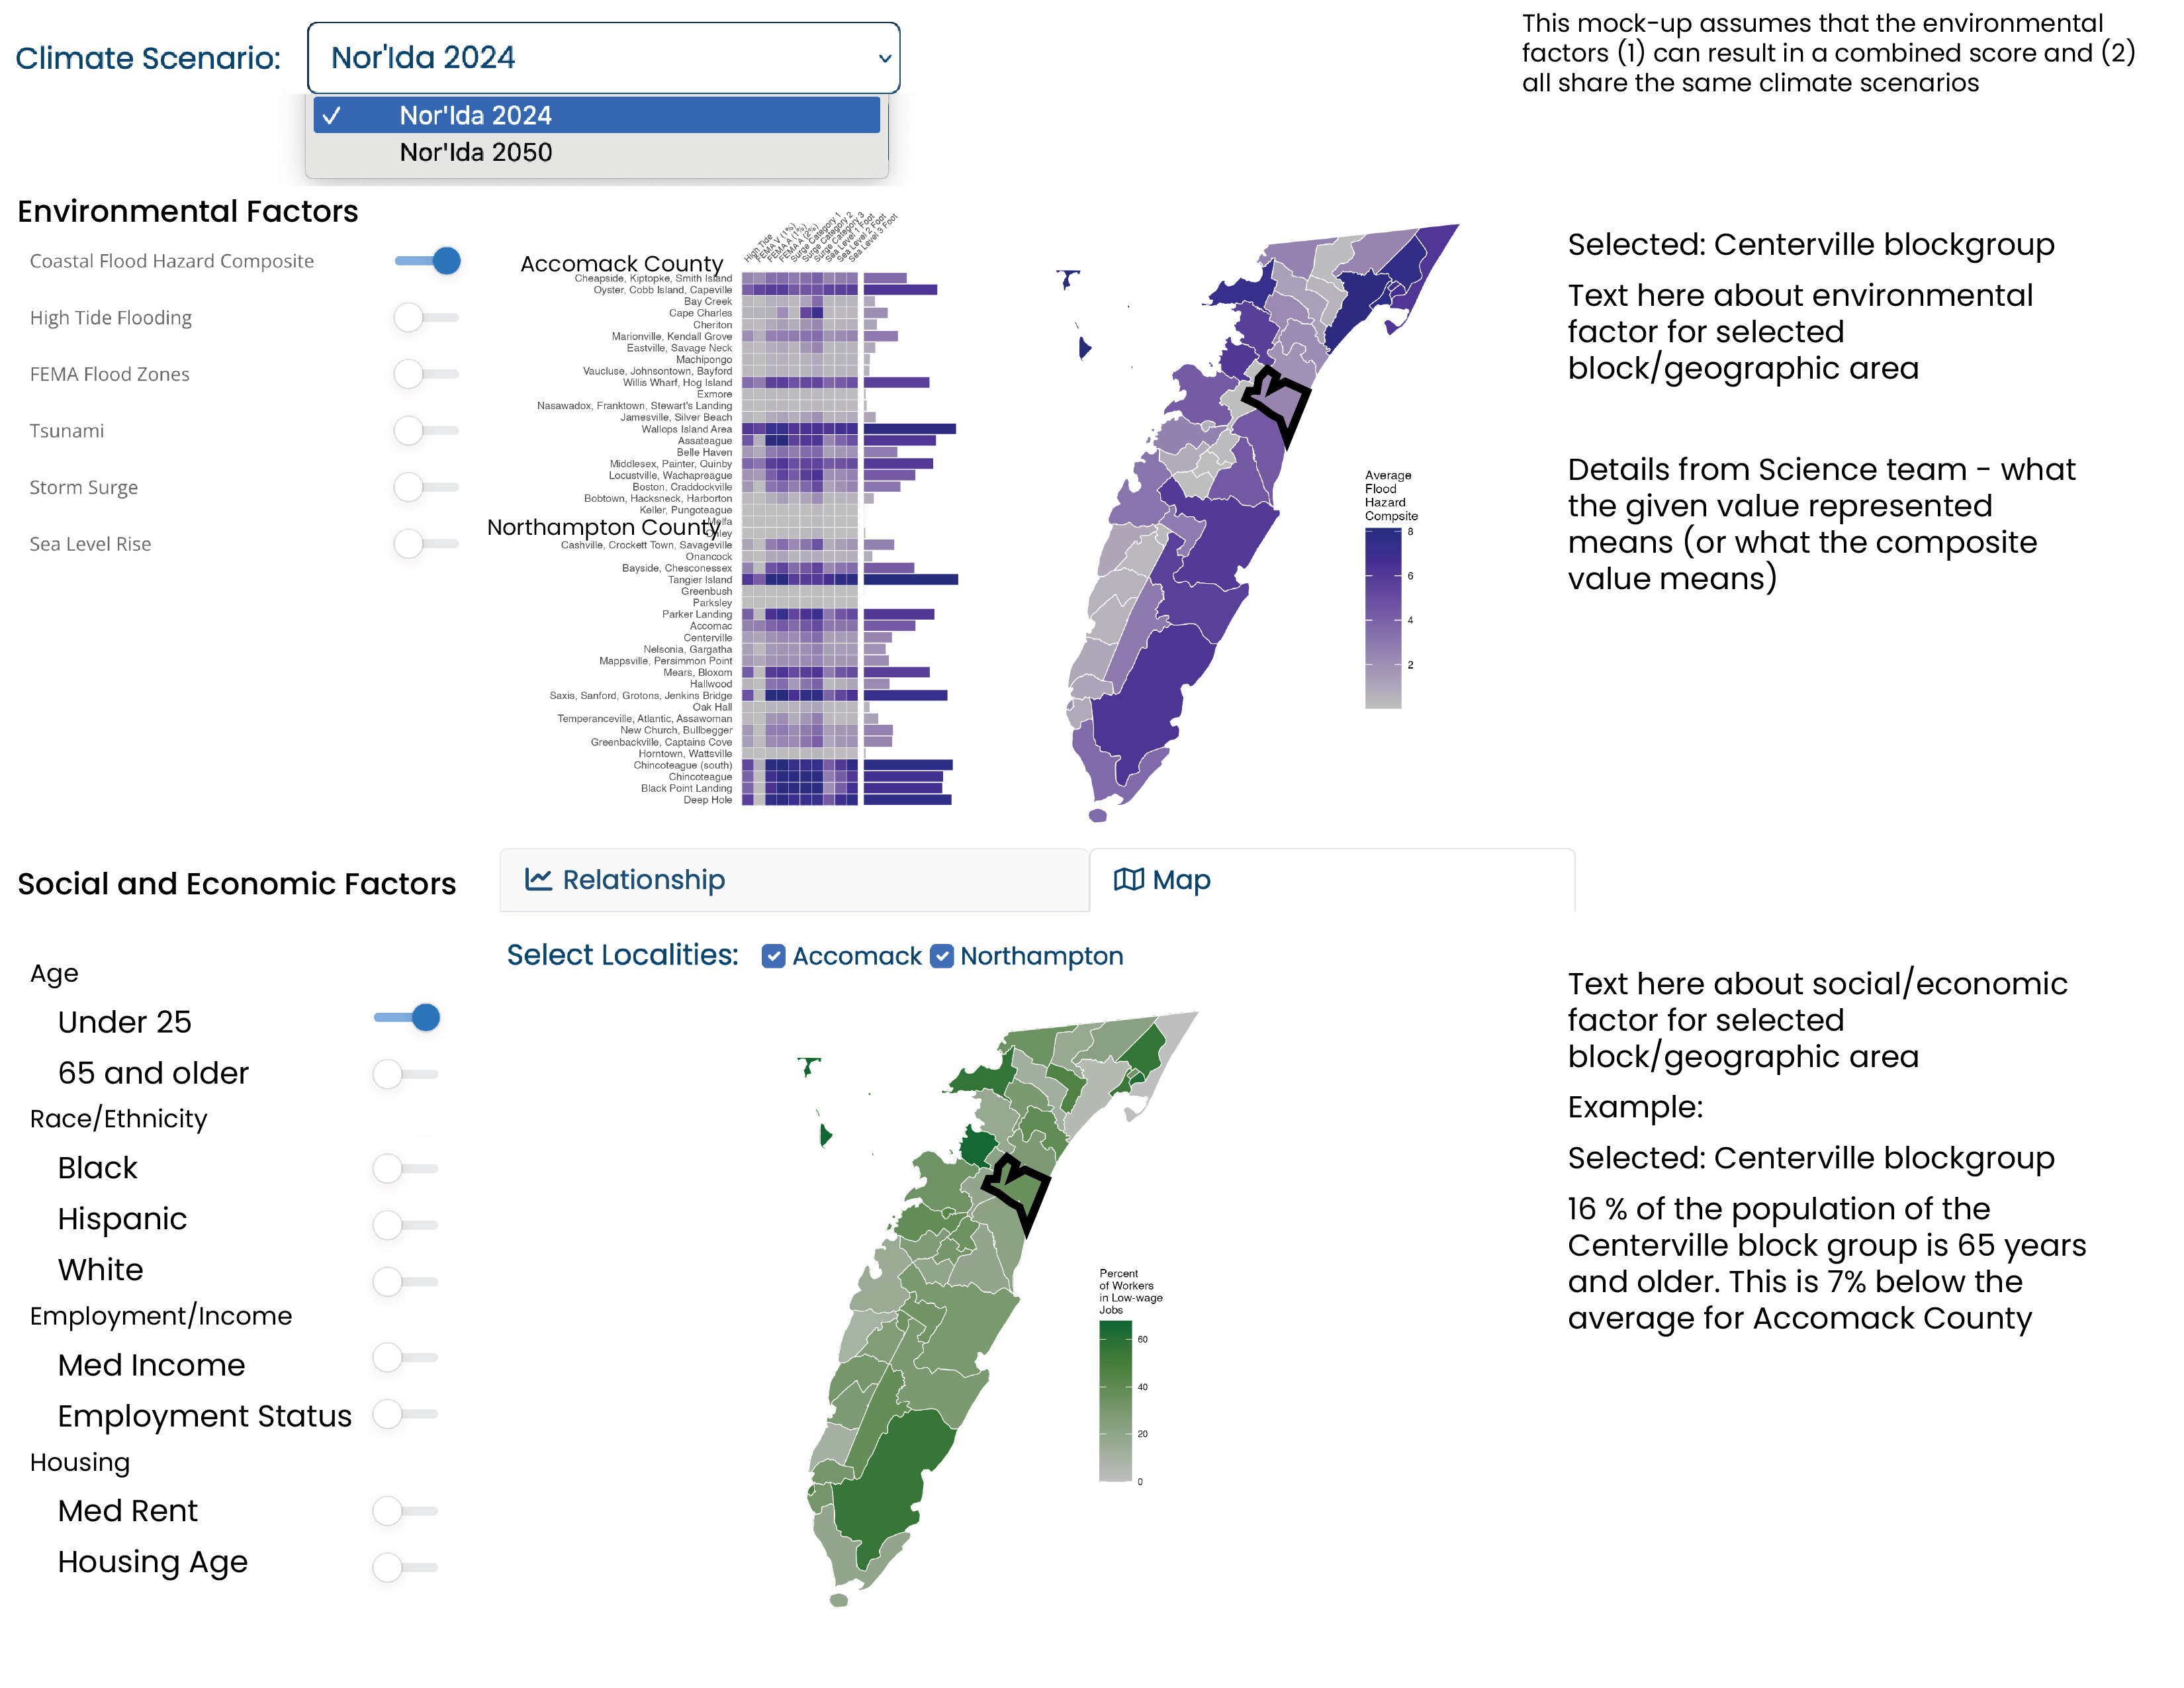 Climate Scenario:
Nor'Ida 2024
Nor'Ida 2024
Nor'Ida 2050
This mock-up assumes that the environmental
factors (1) can result in a combined score and (2)
all share the same climate scenarios
Environmental Factors
Coastal Flood Hazard Composite
High Tide Flooding
FEMA Flood Zones
Tsunami
Storm Surge
Sea Level Rise
High Tide
FEMA V (1%)
FEMA A (1%)
FEMA A (2%)
Surge Category 1
Surge Category 2
Surge Category 3
Sea Level 1 Foot
Sea Level 2 Foot
Sea Level 3 Foot
Accomack County
Cheapside, Kiptopke, Smith Island
Oyster, Cobb Island, Capeville
Bay Creek
Cape Charles
Cheriton
Marionville, Kendall Grove
Eastville, Savage Neck
Machipongo
Vaucluse, Johnsontown, Bayford
Willis Wharf, Hog Island
Exmore
Nasawadox, Franktown, Stewart's Landing
Jamesville, Silver Beach
Wallops Island Area
Assateague
Belle Haven
Middlesex, Painter, Quinby
Locustville, Wachapreague
Boston, Craddockville
Bobtown, Hacksneck, Harborton
Keller, Pungoteague
Melfa
Northampton County
Onley
Cashville, Crockett Town, Savageville
Onancock
Bayside, Chesconessex
Tangier Island
Greenbush
Parksley
Parker Landing
Accomac
Centerville
Nelsonia, Gargatha
Mappsville, Persimmon Point
Mears, Bloxom
Hallwood
Saxis, Sanford, Grotons, Jenkins Bridge
Oak Hall
Temperanceville, Atlantic, Assawoman
New Church, Bullbegger
Greenbackville, Captains Cove
Horntown, Wattsville
Chincoteague (south)
Chincoteague
Black Point Landing
Deep Hole
Average
Flood
Hazard
Compsite
8
6
4
2
Selected: Centerville blockgroup
Text here about environmental
factor for selected
block/geographic area
Details from Science team - what
the given value represented
means (or what the composite
value means)
Social and Economic Factors
Age
Under 25
65 and older
Race/Ethnicity
Black
Hispanic
White
Employment/Income
Med Income
Employment Status
Housing
Med Rent
Housing Age
Relationship
Map
Select Localities:
Accomack
Northampton
Percent
of Workers
in Low-wage
Jobs
60
40
20
0
Text here about social/economic
factor for selected
block/geographic area
Example:
Selected: Centerville blockgroup
16 % of the population of the
Centerville block group is 65 years
and older. This is 7% below the
average for Accomack County